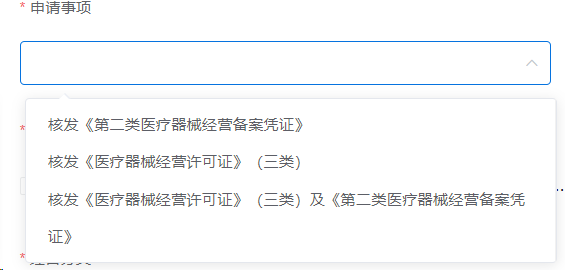 * 申请事项
核发《第二类医疗器械经营备案凭证》
*
核发《医疗器械经营许可证》（三类）
核发《医疗器械经营许可证》（三类）及《第二类医疗器械经营备案凭
证》
*